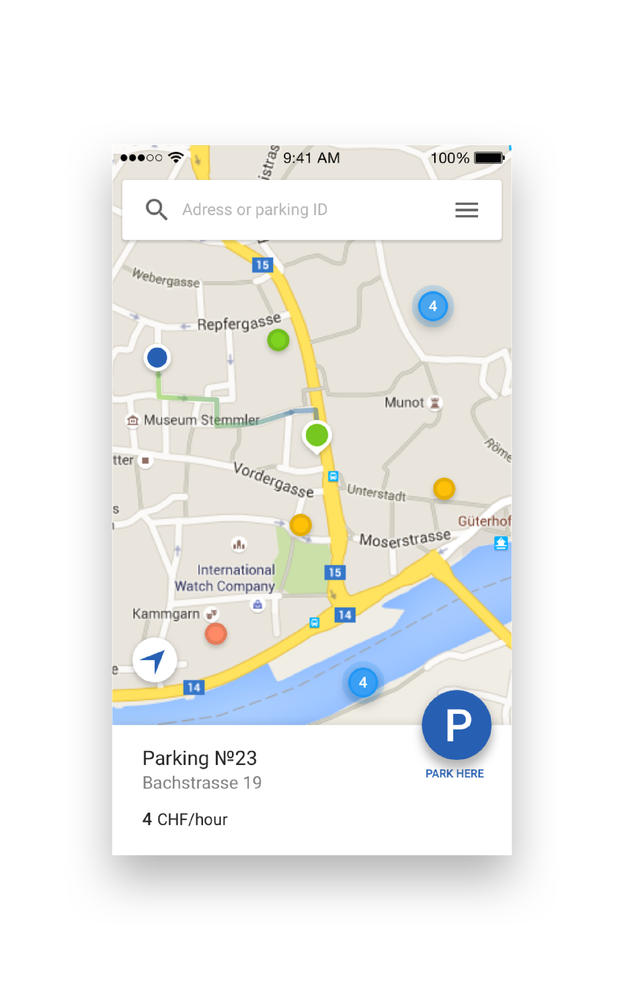 9:41 AM
100%
istras
Adress or parking ID
15
Webergasse
4
Repfergasse
Munot
Museum Stemmler
Röme
tter
Vordergasse
Unterstadt
s
Güterhof
Moserstrasse
International
Watch Company
15
Kammgarn
14
e
14
4
P
Parking Nº23
PARK HERE
Bachstrasse 19
4 CHF/hour